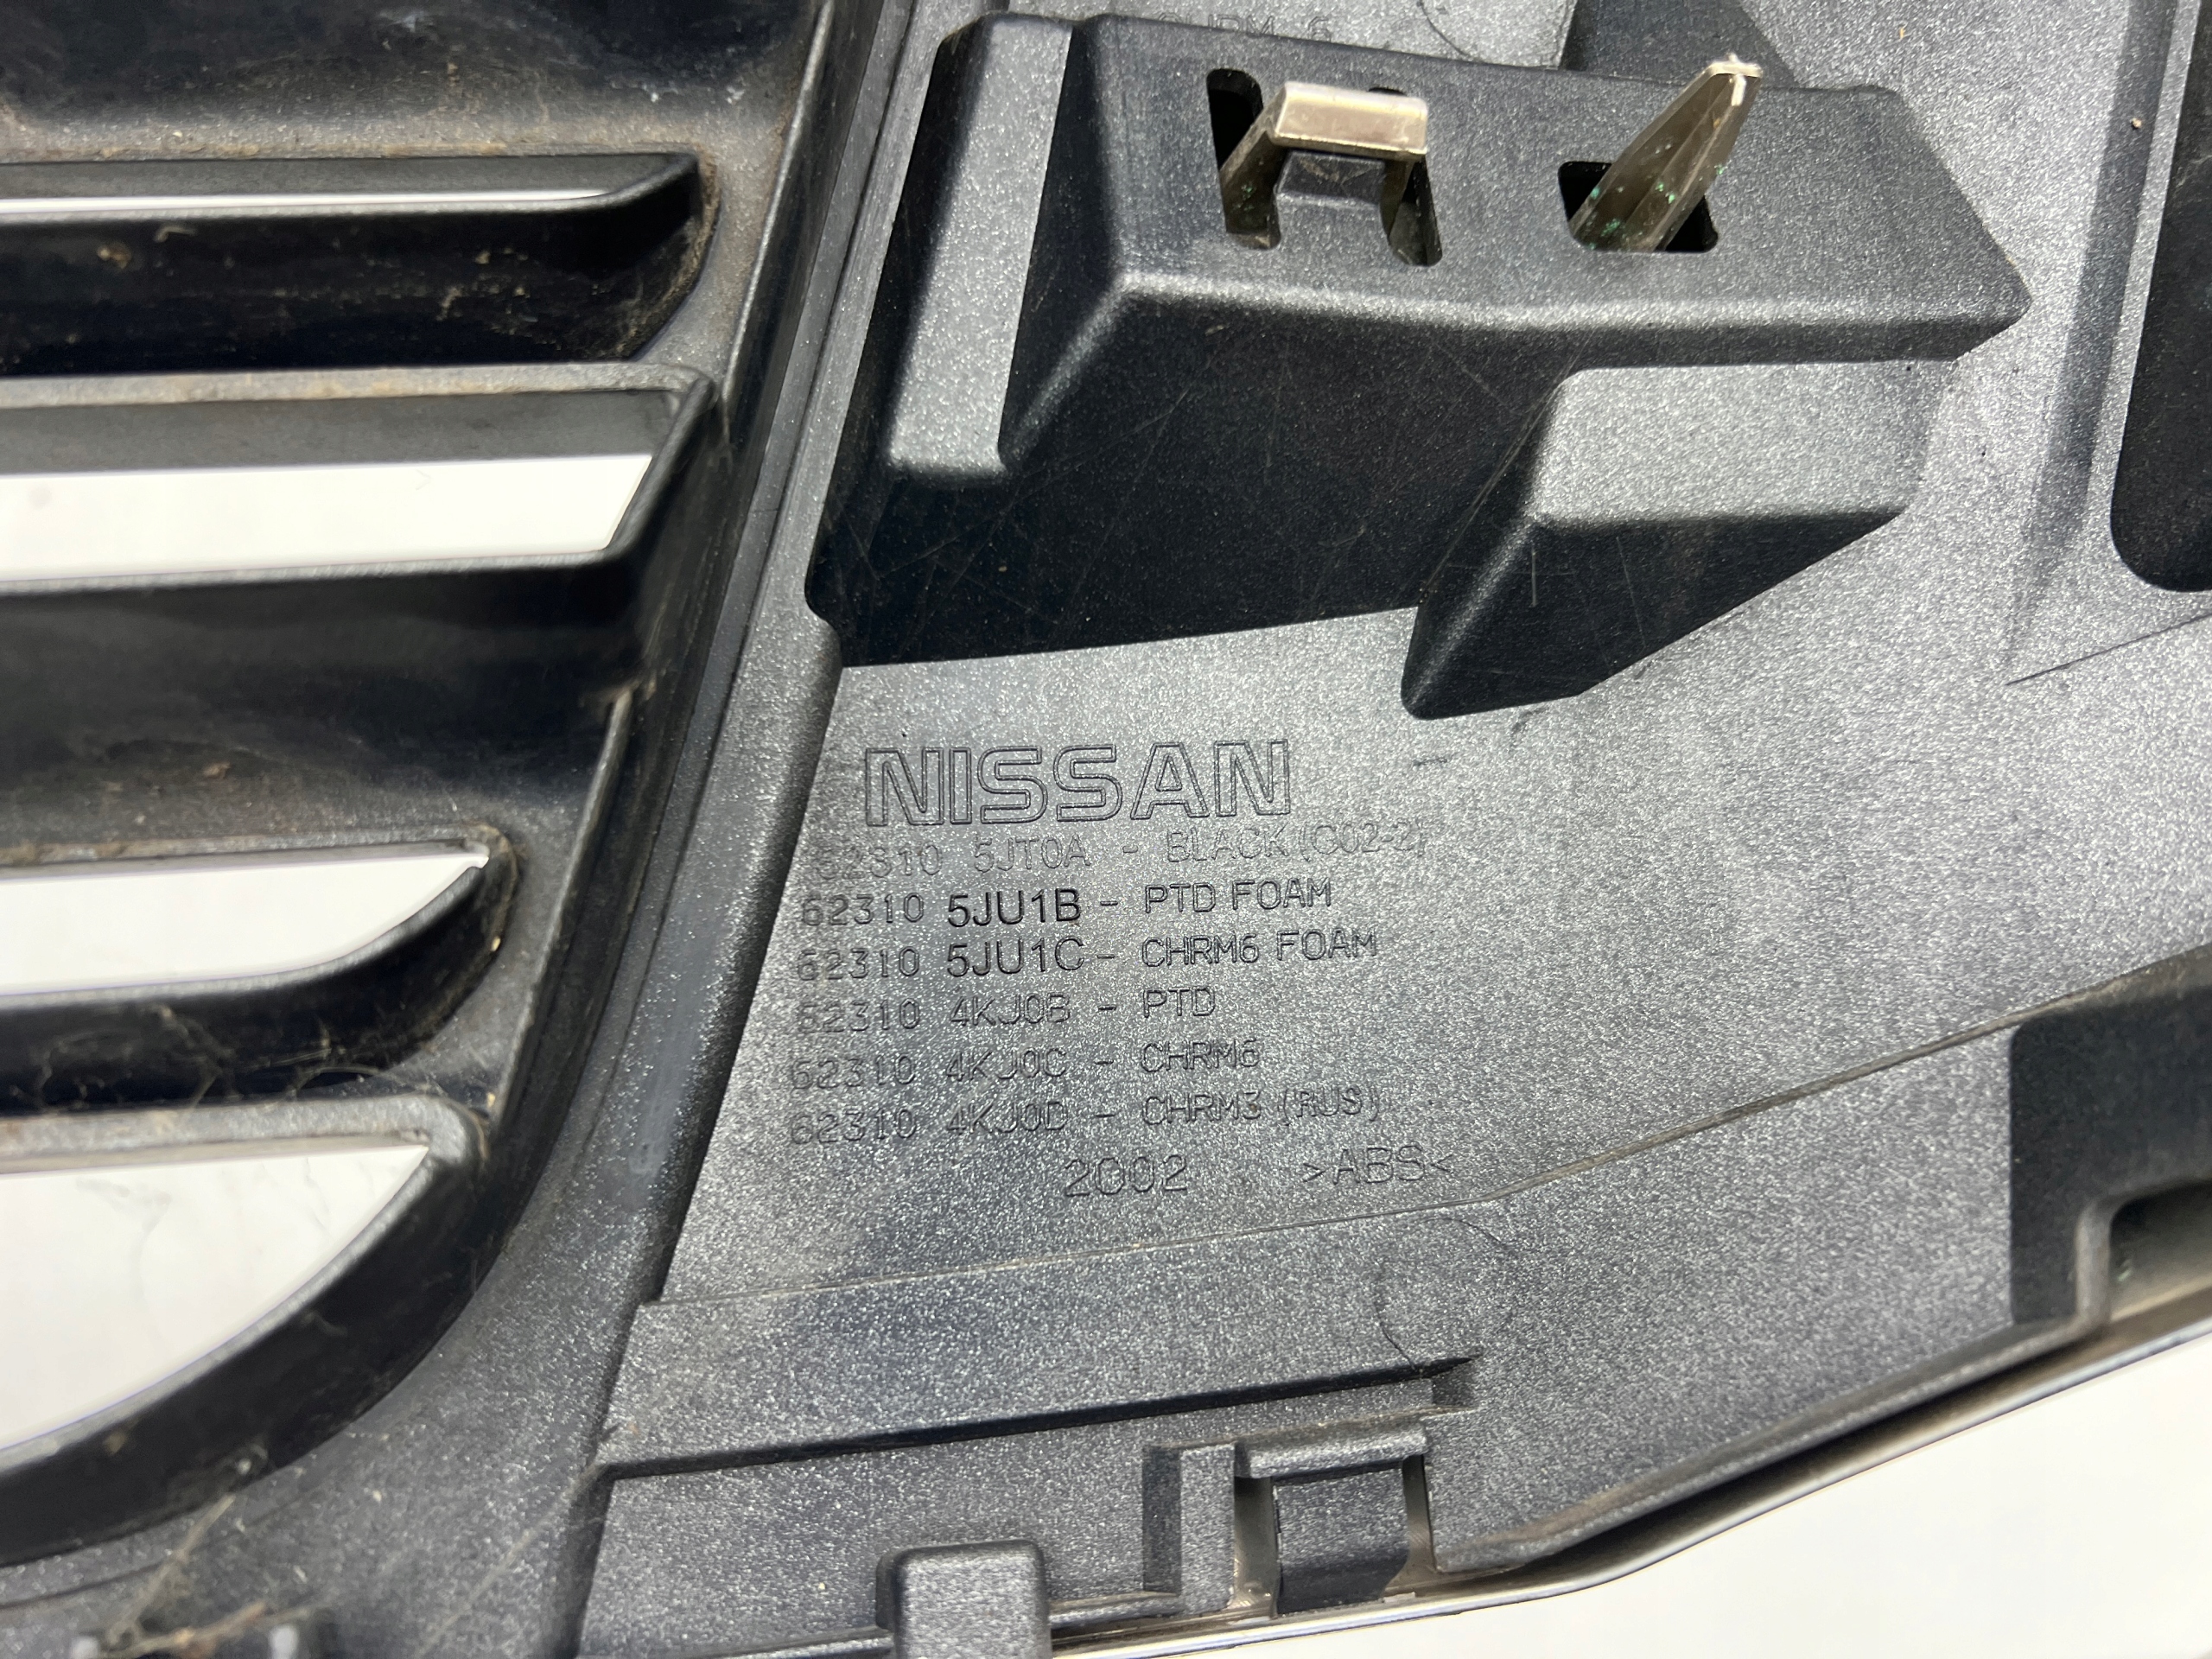 NISSAN
62310 5JT0A - BLACK(C02-2)
62310 5JU1B - PTD FOAM
62310 5JU1C - CHRM6 FOAM
62310 4KJ0B - PTD
62310 4KJ0C - CHRM6
62310 4KJ0D - CHRM3 (RUS)
2002 >ABS<